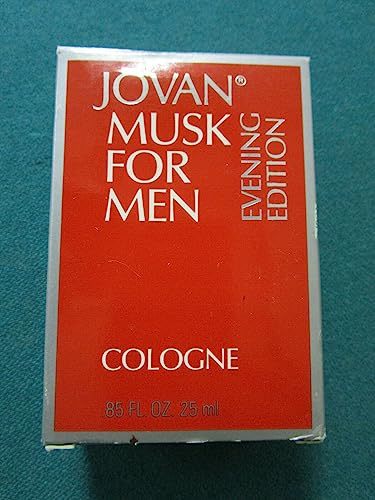 JOVAN®
MUSK
FOR
MEN
EVENING
EDITION
COLOGNE
.85 FL. OZ. 25 ml